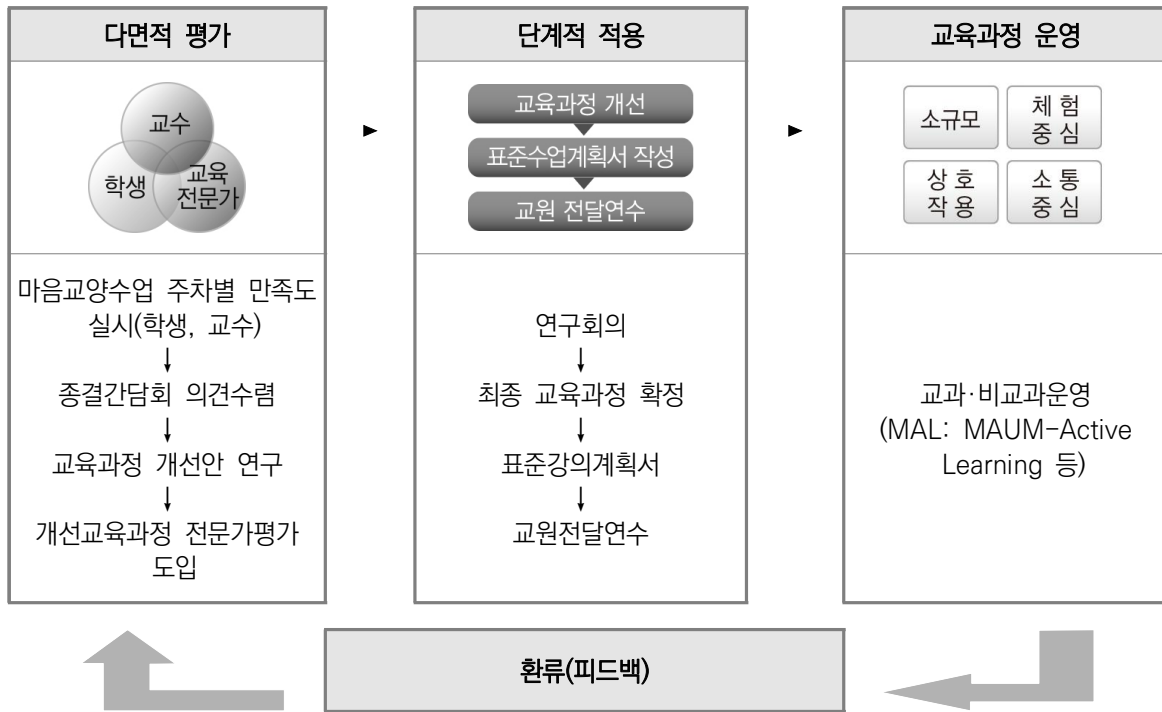 다면적 평가
교수
학생
교육
전문가
마음교양수업 주차별 만족도
실시(학생, 교수)
종결간담회 의견수렴
교육과정 개선안 연구
개선교육과정 전문가평가
도입
단계적 적용
교육과정 개선
표준수업계획서 작성
교원 전달연수
연구회의
최종 교육과정 확정
표준강의계획서
교원전달연수
교육과정 운영
소규모
체 험
중 심
상 호
작 용
소 통
중 심
교과·비교과운영
(MAL: MAUM-Active
Learning 등)
환류(피드백)